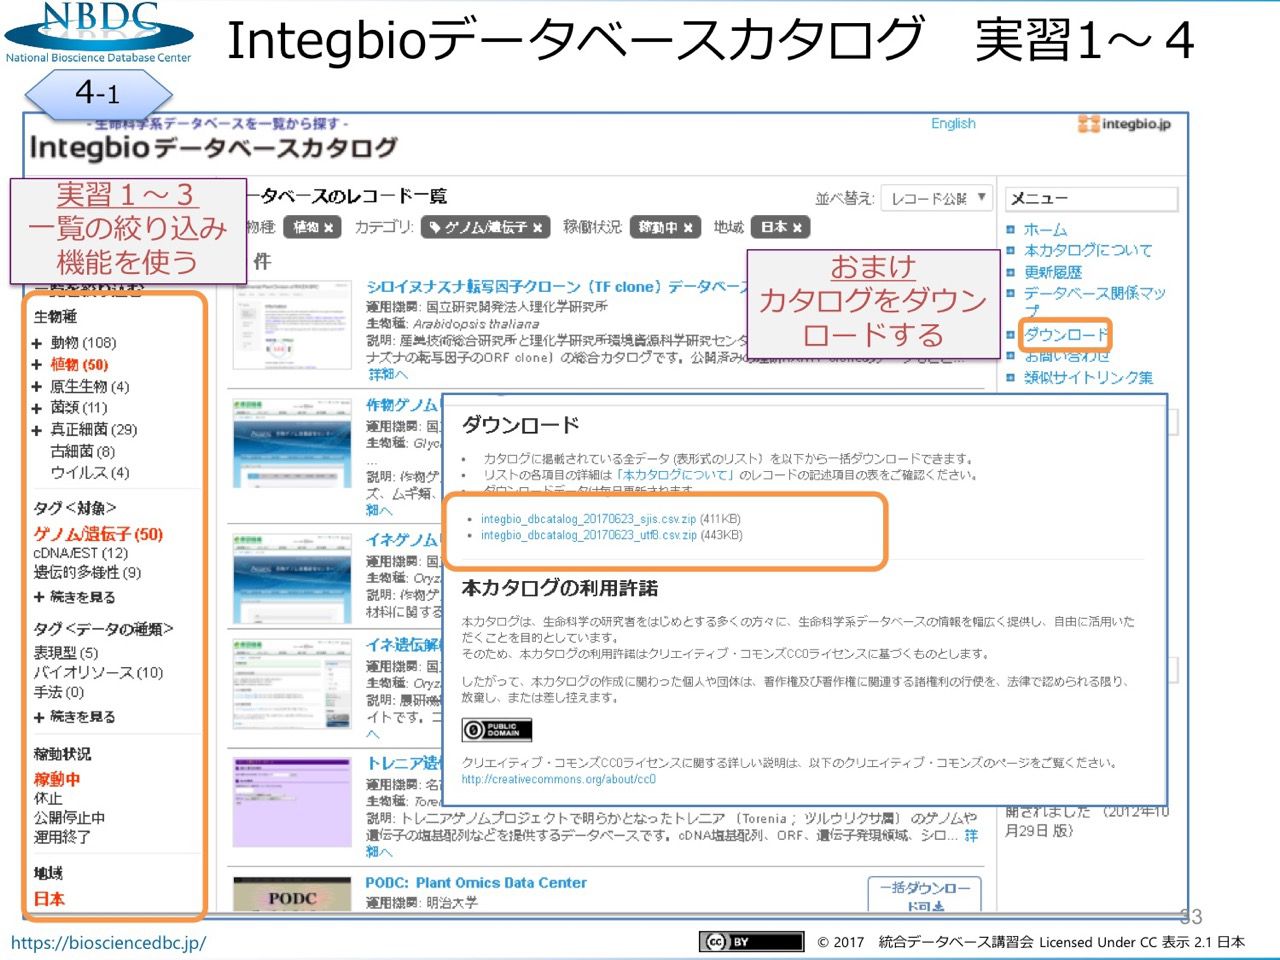 NBDC
National Bioscience Database Center
Integbioデータベースカタログ　実習1～４
4-1
- 生命科学系データベースを一覧から探す -
Integbioデータベースカタログ
English
integbio.jp
実習１～３
一覧の絞り込み
機能を使う
ータベースのレコード一覧
並べ替え: レコード公開 ▼
物種: 植物 × カテゴリ: ゲノム/遺伝子 × 稼働状況: 稼動中 × 地域 日本 ×
件
生物種
+ 動物 (108)
+ 植物 (50)
+ 原生生物 (4)
+ 菌類 (11)
+ 真正細菌 (29)
古細菌 (8)
ウイルス (4)
タグ＜対象＞
ゲノム/遺伝子 (50)
cDNA/EST (12)
遺伝的多様性 (9)
+ 続きを見る
タグ＜データの種類＞
表現型 (5)
バイオリソース (10)
手法 (0)
+ 続きを見る
稼動状況
稼動中
休止
公開停止中
運用終了
地域
日本
シロイヌナズナ転写因子クローン（TF clone）データベース
運用機関: 国立研究開発法人理化学研究所
生物種: Arabidopsis thaliana
説明: 産業技術総合研究所と理化学研究所環境資源科学研究センタ
ナズナの転写因子のORF clone）の総合カタログです。公開済み
詳細へ
作物ゲノム
運用機関: 国
生物種: Glyc
...
説明: 作物ゲ
ズ、ムギ類、
細へ
イネゲノム
運用機関: 国
生物種: Oryz
説明: 作物ゲ
材料に関する
イネ遺伝解
運用機関: 国
生物種: Oryz
説明: 農研機
イトです。コ
へ
トレニア遺
運用機関: 名
生物種: Tore
説明: トレニアゲノムプロジェクトで明らかとなったトレニア（Torenia ; ツルウリクサ属）のゲノムや
遺伝子の塩基配列などを提供するデータベースです。cDNA塩基配列、ORF、遺伝子発現領域、シロ... 詳
細へ
PODC
PODC: Plant Omics Data Center
運用機関: 明治大学
一括ダウンロー
ド可
おまけ
カタログをダウン
ロードする
メニュー
ホーム
本カタログについて
更新履歴
データベース関係マッ
プ
ダウンロード
お問い合わせ
類似サイトリンク集
ダウンロード
• カタログに掲載されている全データ (表形式のリスト）を以下から一括ダウンロードできます。
• リストの各項目の詳細は「本カタログについて」のレコードの記述項目の表をご確認ください。
• ダウンロードデータは毎日更新されます
• integbio_dbcatalog_20170623_sjis.csv.zip (411KB)
• integbio_dbcatalog_20170623_utf8.csv.zip (443KB)
本カタログの利用許諾
本カタログは、生命科学の研究者をはじめとする多くの方々に、生命科学系データベースの情報を幅広く提供し、自由に活用いた
だくことを目的としています。
そのため、本カタログの利用許諾はクリエイティブ・コモンズCC0ライセンスに基づくものとします。
したがって、本カタログの作成に関わった個人や団体は、著作権及び著作権に関連する諸権利の行使を、法律で認められる限り、
放棄し、または差し控えます。
PUBLIC
DOMAIN
クリエイティブ・コモンズCC0ライセンスに関する詳しい説明は、以下のクリエイティブ・コモンズのページをご覧ください。
http://creativecommons.org/about/cc0
開されました （2012年10
月29日 版）
33
https://biosciencedbc.jp/
cc BY
© 2017　統合データベース講習会 Licensed Under CC 表示 2.1 日本